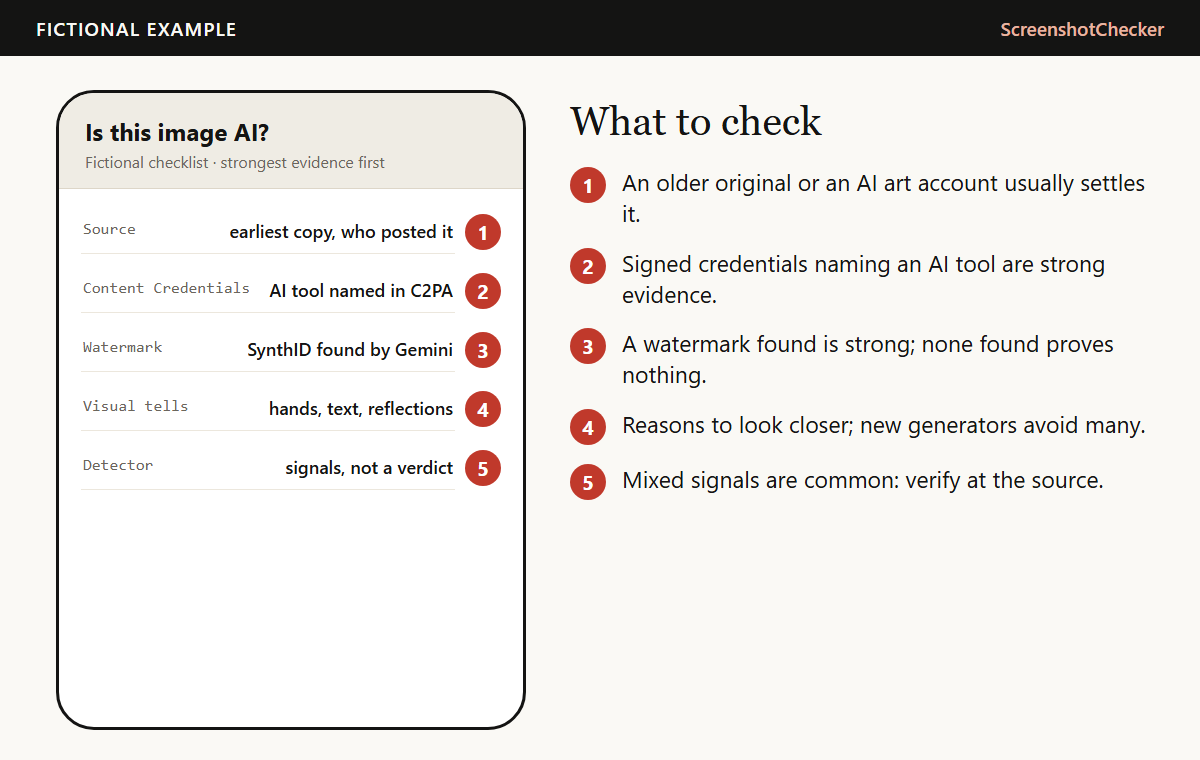 FICTIONAL EXAMPLE
ScreenshotChecker
Is this image AI?
Fictional checklist · strongest evidence first
Source
earliest copy, who posted it
1
Content Credentials
AI tool named in C2PA
2
Watermark
SynthID found by Gemini
3
Visual tells
hands, text, reflections
4
Detector
signals, not a verdict
5
What to check
1
An older original or an AI art account usually settles
it.
2
Signed credentials naming an AI tool are strong
evidence.
3
A watermark found is strong; none found proves
nothing.
4
Reasons to look closer; new generators avoid many.
5
Mixed signals are common: verify at the source.